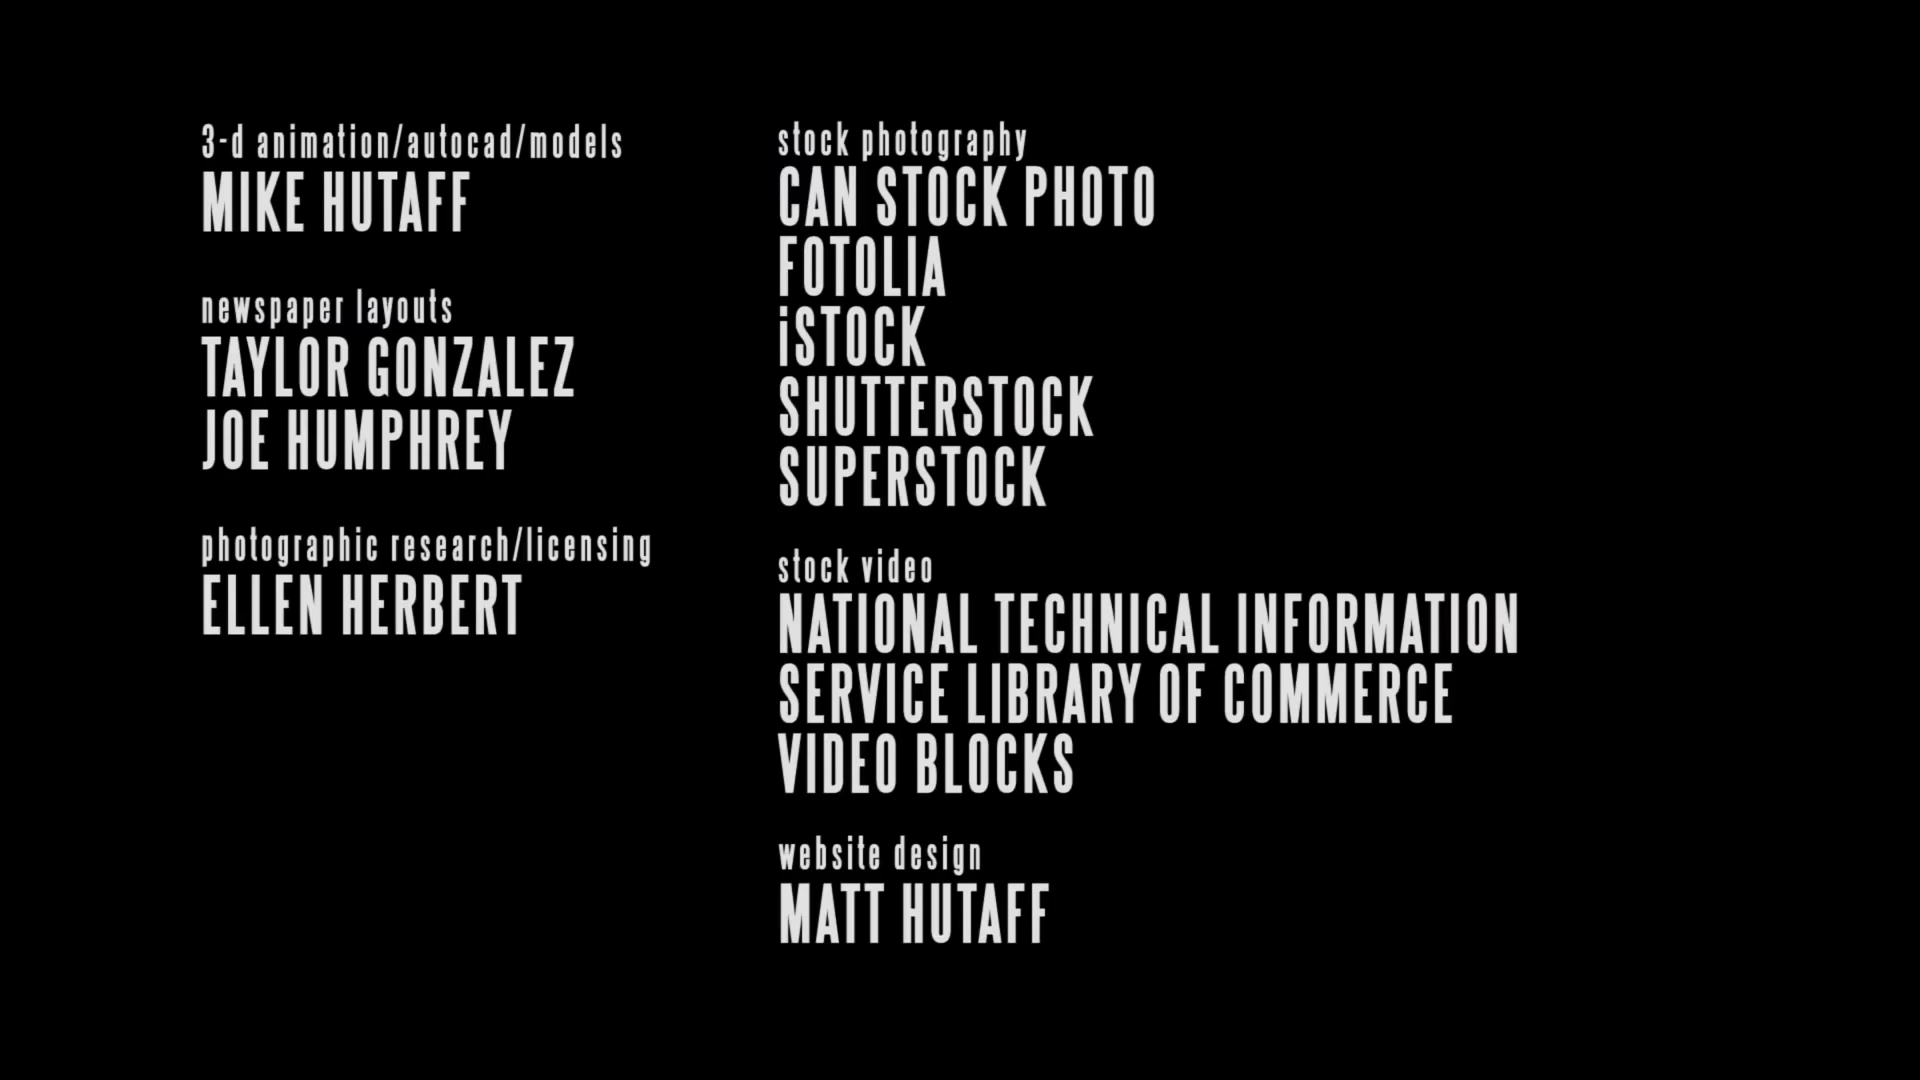 3-d animation/autocad/models
MIKE HUTAFF
newspaper layouts
TAYLOR GONZALEZ
JOE HUMPHREY
photographic research/licensing
ELLEN HERBERT
stock photography
CAN STOCK PHOTO
FOTOLIA
iSTOCK
SHUTTERSTOCK
SUPERSTOCK
stock video
NATIONAL TECHNICAL INFORMATION
SERVICE LIBRARY OF COMMERCE
VIDEO BLOCKS
website design
MATT HUTAFF